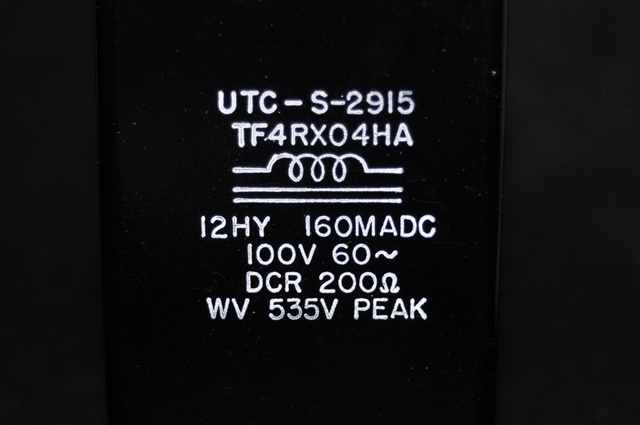 UTC-S-2915
TF4RX04HA
12HY 160MADC
100V 60~
DCR 200Ω
WV 535V PEAK